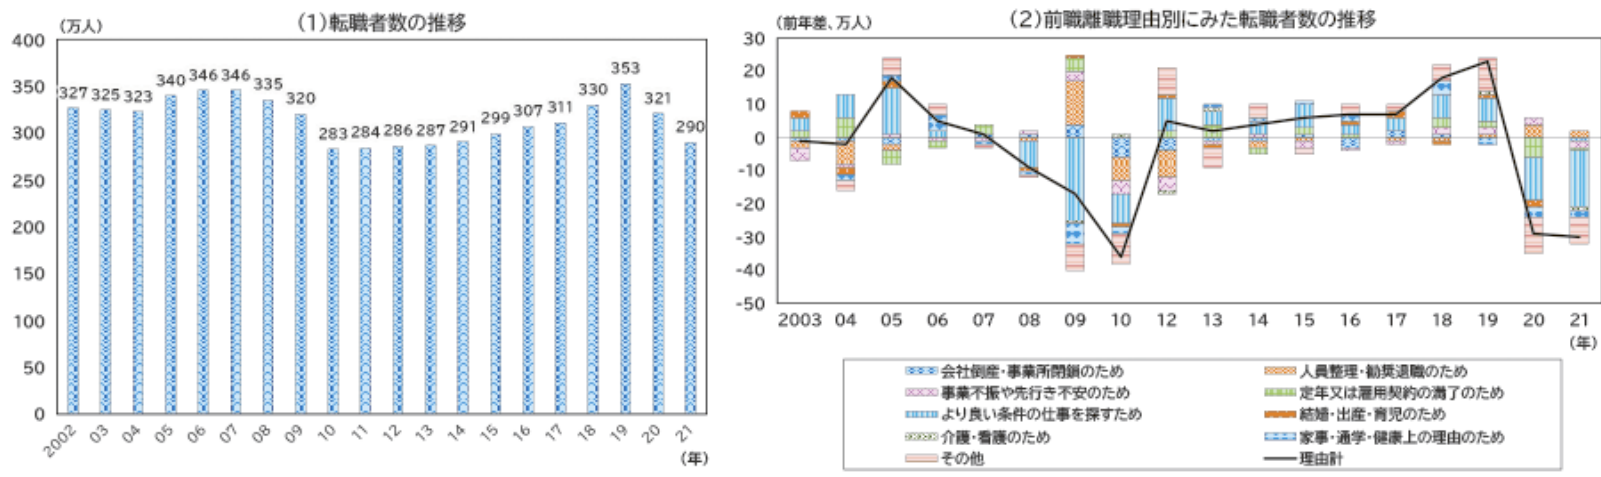 (1)転職者数の推移
(万人)
400
350
300
250
200
150
100
50
0
327
325
323
340
346
346
335
320
283
284
286
287
291
299
307
311
330
353
321
290
2002 03 04 05 06 07 08 09 10 11 12 13 14 15 16 17 18 19 20 21
(年)
(2)前職離職理由別にみた転職者数の推移
(前年差、万人)
30
20
10
0
-10
-20
-30
-40
-50
2003 04 05 06 07 08 09 10 12 13 14 15 16 17 18 19 20 21
(年)
会社倒産・事業所閉鎖のため 人員整理・勧奨退職のため
事業不振や先行き不安のため 定年又は雇用契約の満了のため
より良い条件の仕事を探すため 結婚・出産・育児のため
介護・看護のため 家事・通学・健康上の理由のため
その他 理由計